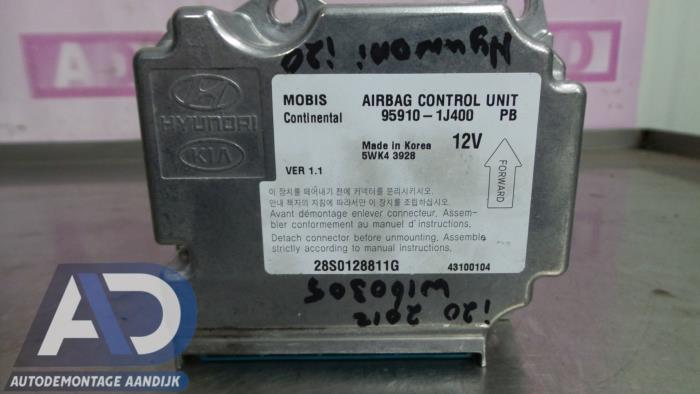 Hyundai i20
HYUNDAI
KIA
MOBIS AIRBAG CONTROL UNIT
Continental 95910-1J400 PB
Made in Korea 12V
5WK4 3928
VER 1.1
FORWARD
이 장치를 떼어내기 전에 커넥터를 분리시키시오.
안내 책자의 지침에 따라서만 이 장치를 조립하십시오.
Avant démontage enlever connecteur. Assem-
bler conformement au manuel d'instructions.
Detach connector before unmounting. Assemble
strictly according to manual instructions.
28S0128811G 43100104
i20 2012
W160305
AD
AUTODEMONTAGE AANDIJK